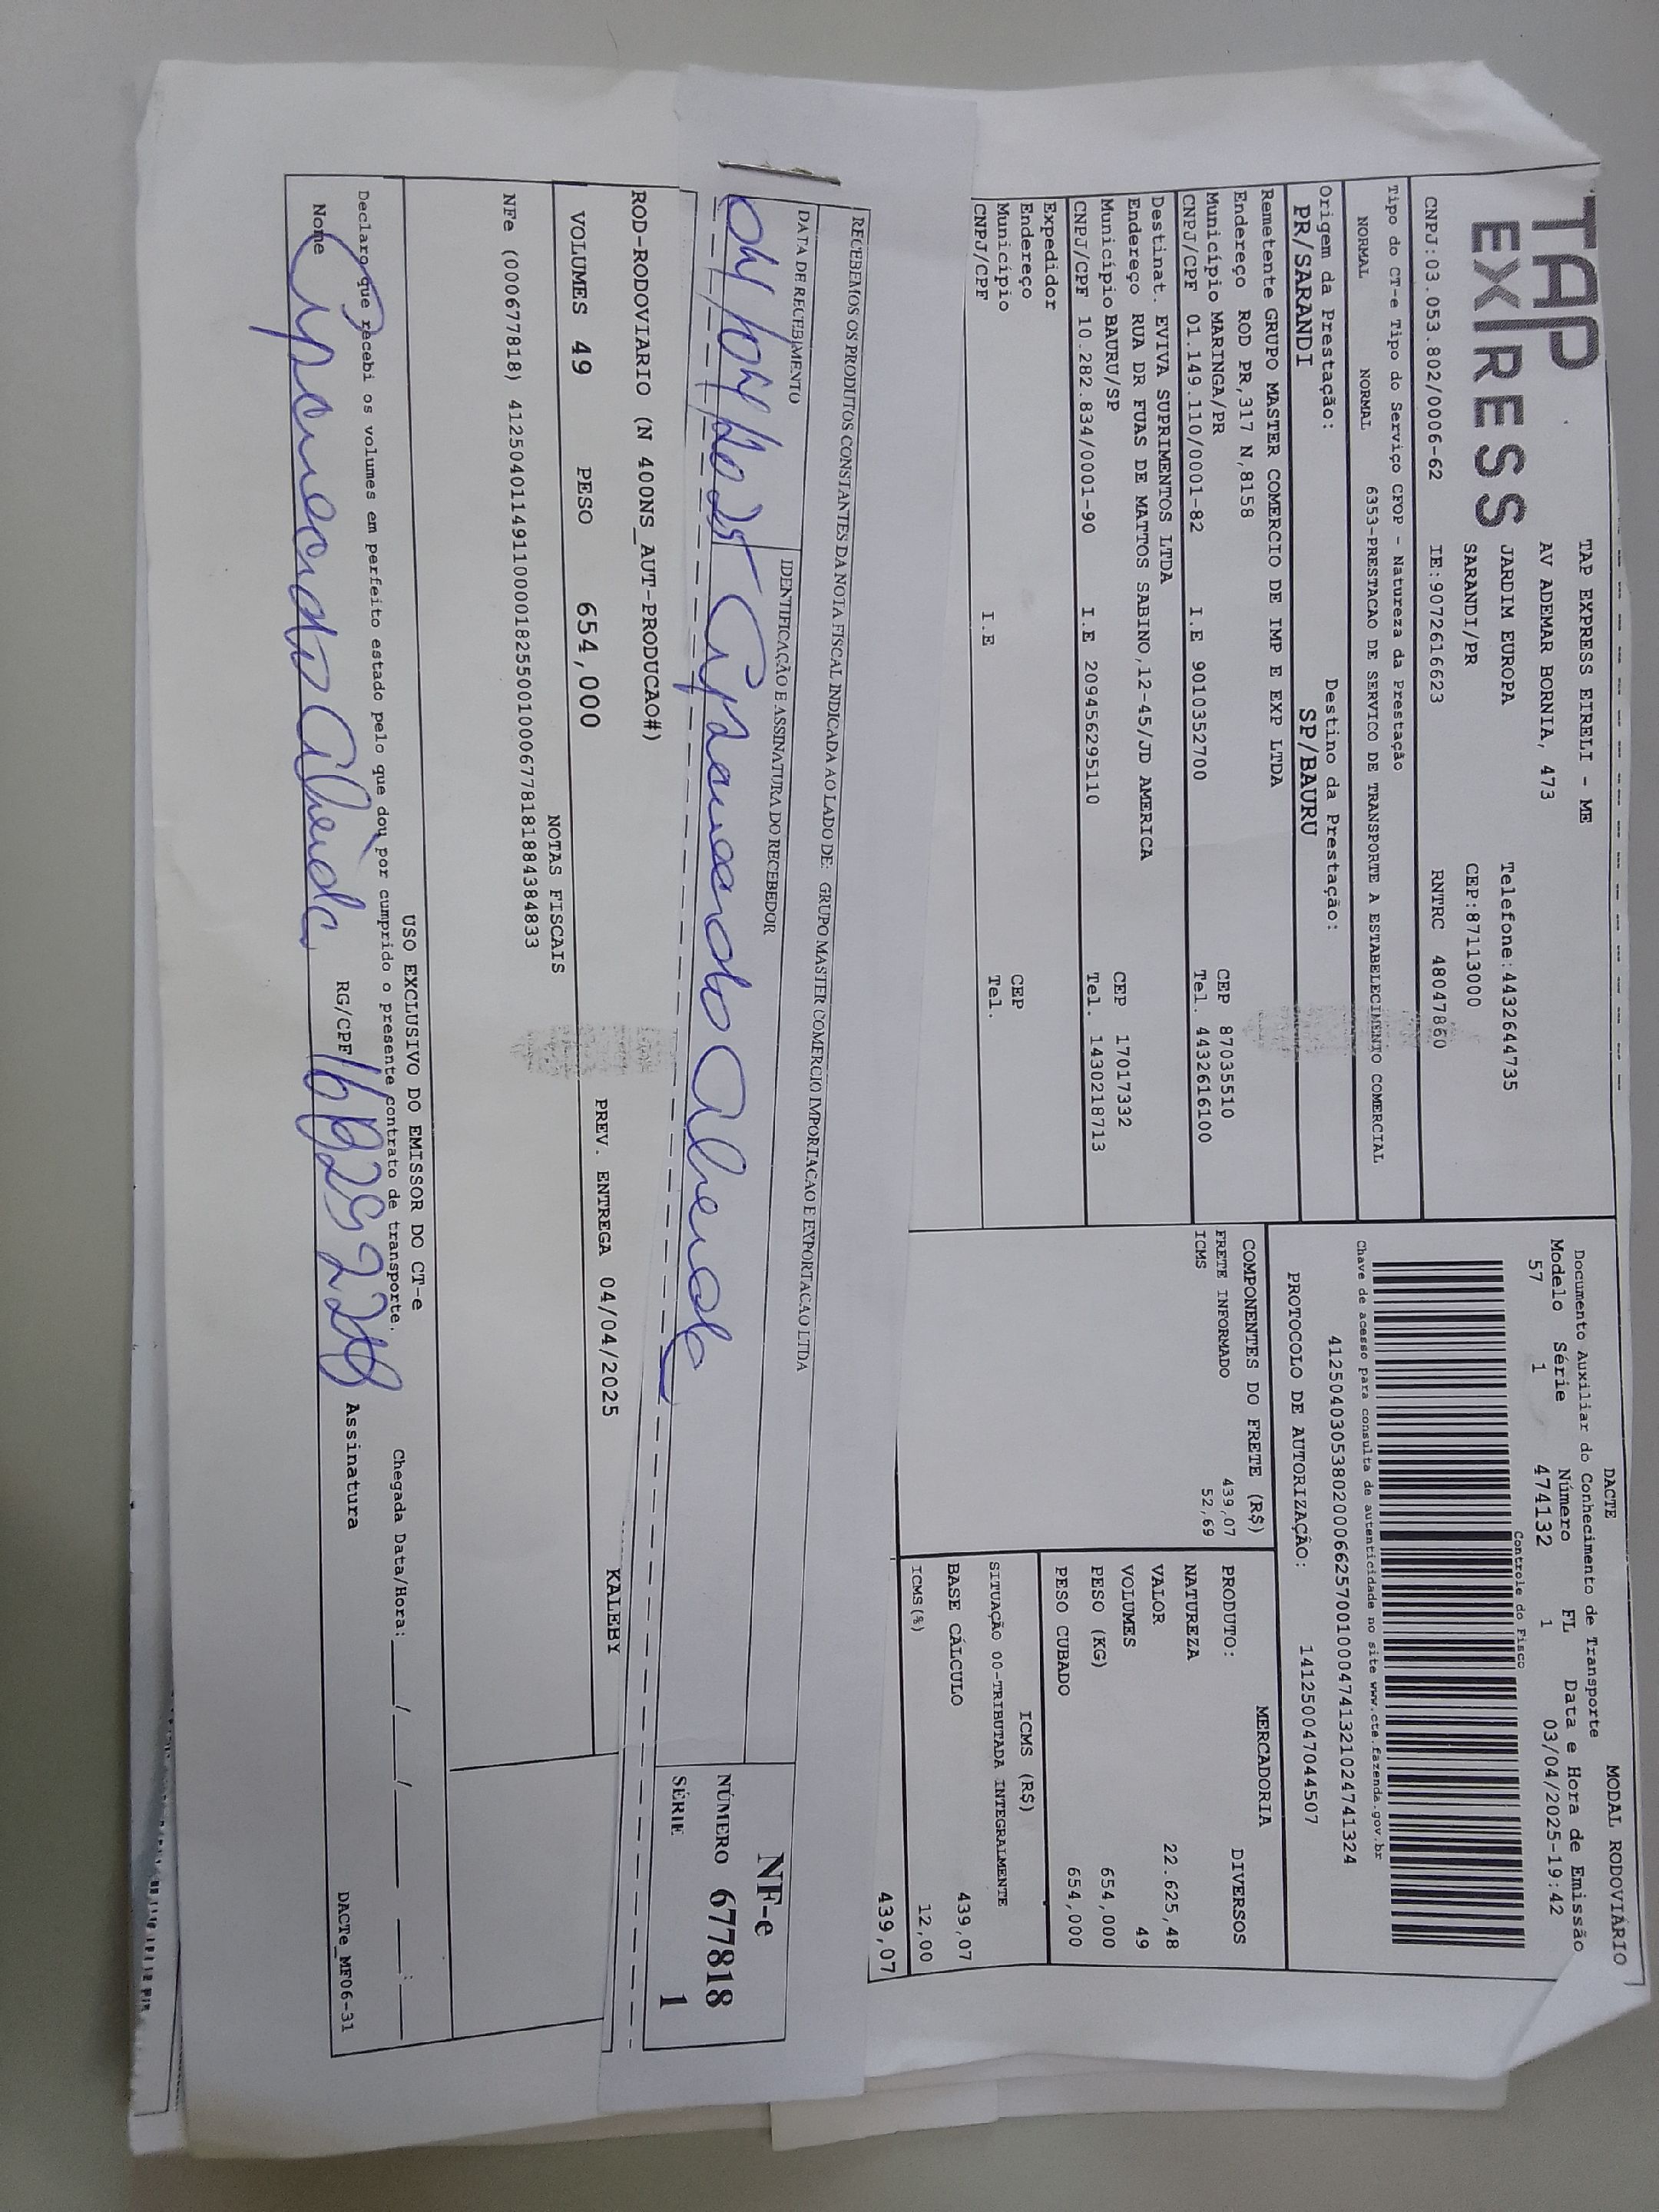 TAP
EXPRESS
TAP EXPRESS EIRELI - ME
AV ADEMAR BORNIA, 473
JARDIM EUROPA Telefone:4432644735
SARANDI/PR CEP:87113000
CNPJ:03.053.802/0006-62 IE:9072616623 RNTRC 48047860
DACTE MODAL RODOVIÁRIO
Documento Auxiliar do Conhecimento de Transporte
Modelo Série Número FL Data e Hora de Emissão
57 1 474132 1 03/04/2025-19:42
Controle do Fisco
Chave de acesso para consulta de autenticidade no site www.cte.fazenda.gov.br
41250403053802000662570010004741321024741324
PROTOCOLO DE AUTORIZAÇÃO: 141250047044507
Tipo do CT-e Tipo do Serviço CFOP - Natureza da Prestação
NORMAL NORMAL 6353-PRESTACAO DE SERVICO DE TRANSPORTE A ESTABELECIMENTO COMERCIAL
Origem da Prestação: Destino da Prestação:
PR/SARANDI SP/BAURU
Remetente GRUPO MASTER COMERCIO DE IMP E EXP LTDA
Endereço ROD PR,317 N,8158 CEP 87035510
Município MARINGA/PR Tel. 4432616100
CNPJ/CPF 01.149.110/0001-82 I.E 9010352700
Destinat. EVIVA SUPRIMENTOS LTDA
Endereço RUA DR FUAS DE MATTOS SABINO,12-45/JD AMERICA
Município BAURU/SP CEP 17017332
CNPJ/CPF 10.282.834/0001-90 I.E 209456295110 Tel. 1430218713
Expedidor
Endereço CEP
Município Tel.
CNPJ/CPF I.E
COMPONENTES DO FRETE (R$)
FRETE INFORMADO 439,07
ICMS 52,69
MERCADORIA
PRODUTO: DIVERSOS
NATUREZA
VALOR 22.625,48
VOLUMES 49
PESO (KG) 654,000
PESO CUBADO 654,000
ICMS (R$)
SITUAÇÃO 00-TRIBUTADA INTEGRALMENTE
BASE CÁLCULO 439,07
ICMS(%) 12,00
439,07
RECEBEMOS OS PRODUTOS CONSTANTES DA NOTA FISCAL INDICADA AO LADO DE: GRUPO MASTER COMERCIO IMPORTACAO E EXPORTACAO LTDA
DATA DE RECEBIMENTO IDENTIFICAÇÃO E ASSINATURA DO RECEBEDOR
04/04/2025
NF-e
NÚMERO 677818
SÉRIE 1
ROD-RODOVIARIO (N 400NS_AUT-PRODUCAO#) KALEBY
VOLUMES 49 PESO 654,000 PREV. ENTREGA 04/04/2025
NOTAS FISCAIS
NFe (000677818) 41250401149110000182550010006778181884384833
USO EXCLUSIVO DO EMISSOR DO CT-e
Declaro que recebi os volumes em perfeito estado pelo que dou por cumprido o presente contrato de transporte. Chegada Data/Hora:___/___/___ __:__
Nome RG/CPF Assinatura
DACTe_MF06-31